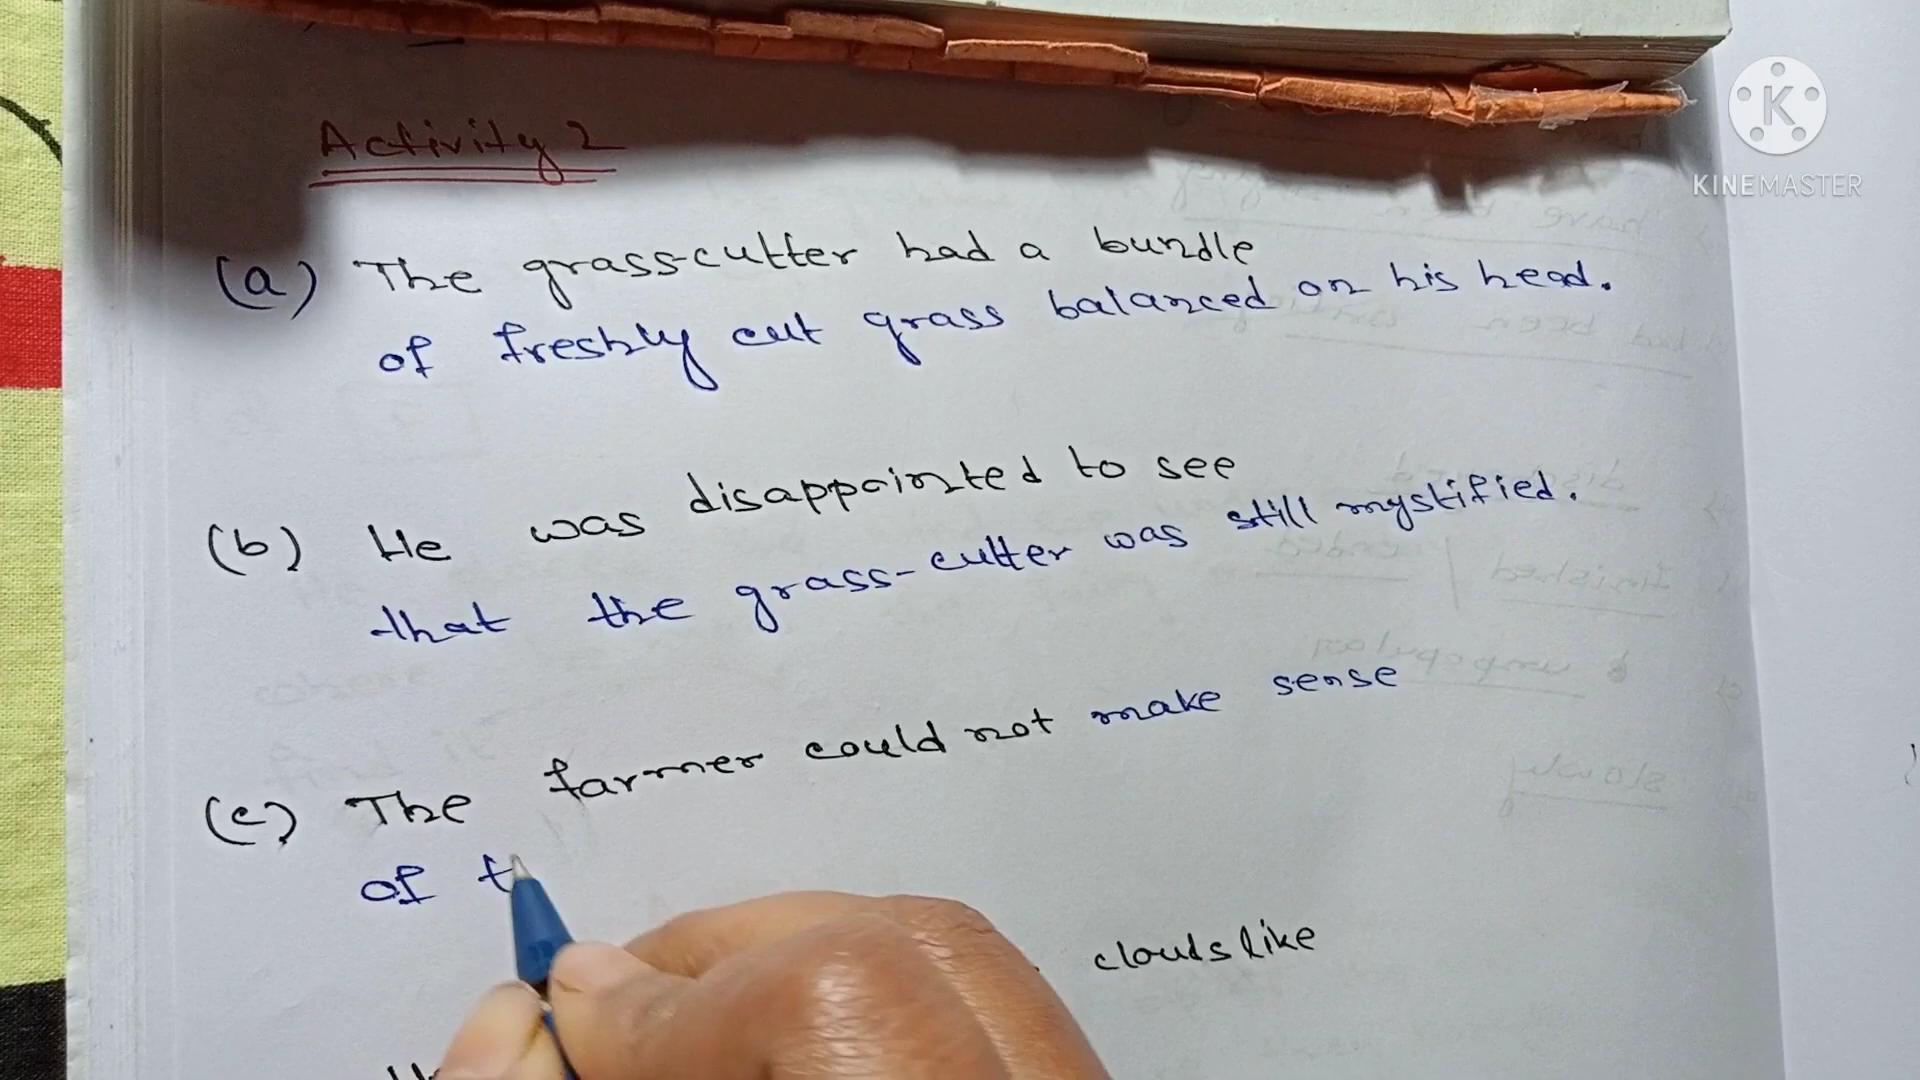 Activity 2
K
KINEMASTER
(a) The grass-cutter had a bundle
of freshly cut grass balanced on his head.
(b) He was disappointed to see
that the grass-cutter was still mystified.
(c) The farmer could not make sense
of t
clouds like